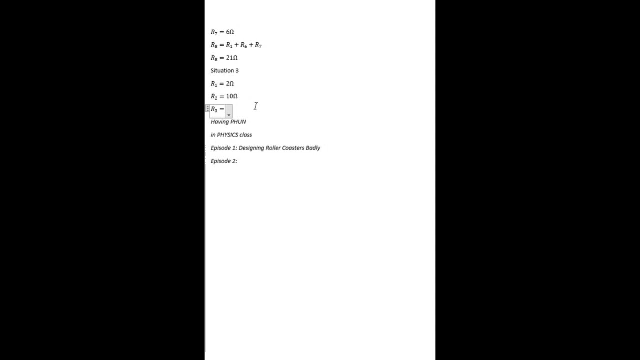 R₇ = 6Ω
R₈ = R₁ + R₆ + R₇
R₈ = 21Ω
Situation 3
R₁ = 2Ω
R₂ = 10Ω
R₃ =
Having PHUN
in PHYSICS class
Episode 1: Designing Roller Coasters Badly
Episode 2: